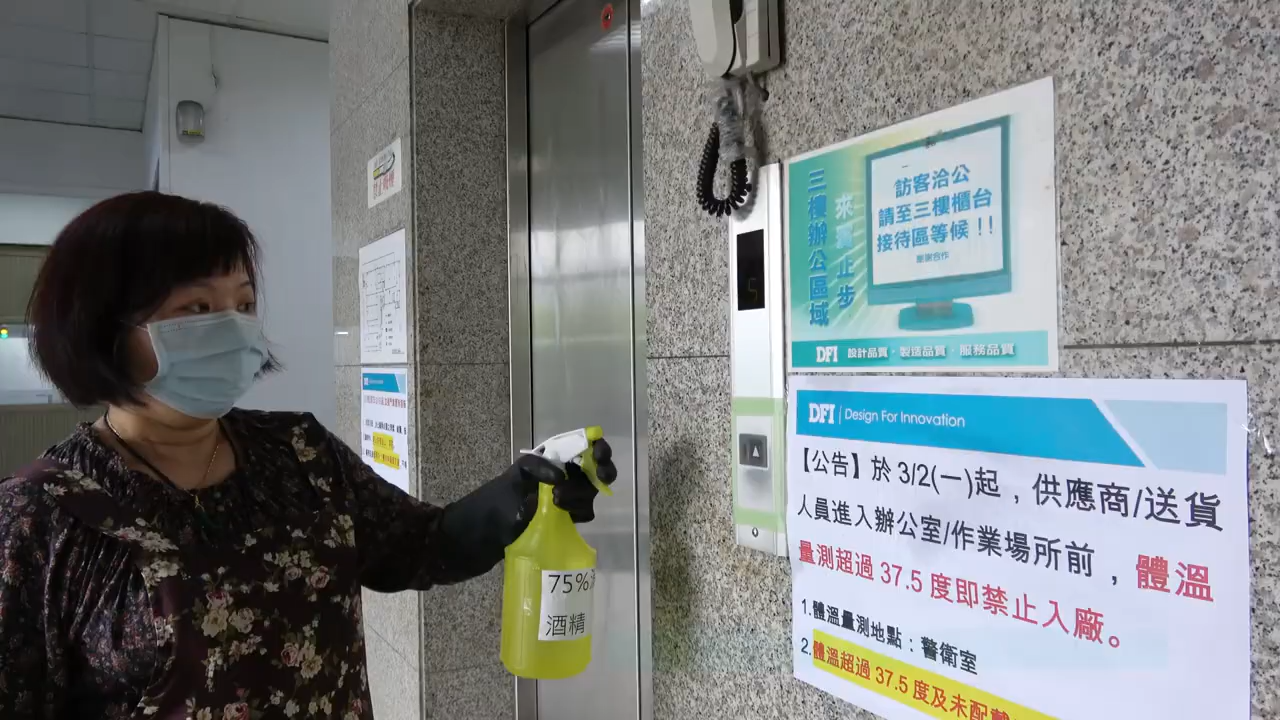 三樓辦公區域
來賓止步
訪客洽公
請至三樓櫃台
接待區等候!!
謝謝合作
DFI 設計品質·製造品質·服務品質
DFI Design For Innovation
【公告】於 3/2(一)起，供應商/送貨
人員進入辦公室/作業場所前，體溫
量測超過 37.5 度即禁止入廠。
1.體溫量測地點：警衛室
2.體溫超過 37.5 度及未配戴
75%
酒精